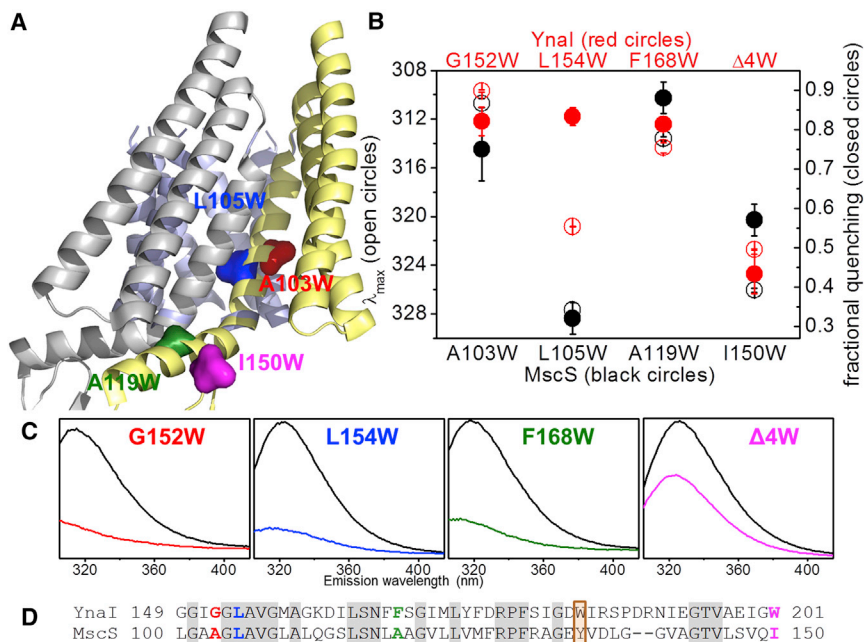 A
L105W
A103W
A119W
I150W
B
YnaI (red circles)
G152W L154W F168W Δ4W
308
312
316
320
324
328
λmax (open circles)
0.9
0.8
0.7
0.6
0.5
0.4
0.3
fractional quenching (closed circles)
A103W L105W A119W I150W
MscS (black circles)
C
G152W L154W F168W Δ4W
320 360 400 320 360 400 320 360 400 320 360 400
Emission wavelength (nm)
D
YnaI 149 GGIGGLAVGMAGKDILSNFFSGIMLYFDRPFSIGDWIRSPDRNIEGTVAEIGW 201
MscS 100 LGAAGLALQGSLSNLAAGVLLVMFRPFRAGEYVDLG--GVAGTVLSVQI 150